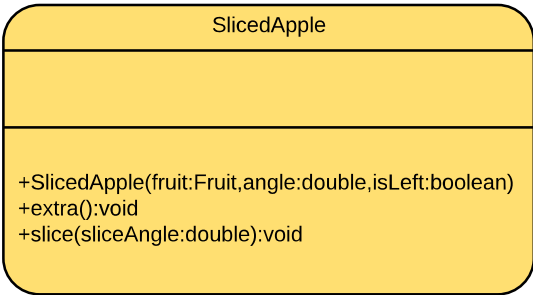 SlicedApple
+SlicedApple(fruit:Fruit,angle:double,isLeft:boolean)
+extra():void
+slice(sliceAngle:double):void